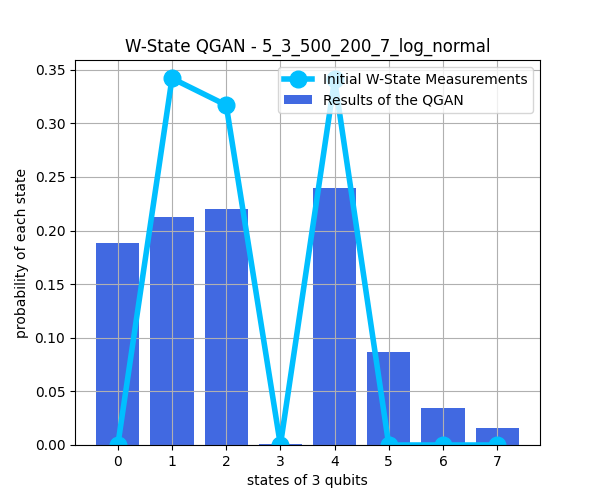 W-State QGAN - 5_3_500_200_7_log_normal
Initial W-State Measurements
Results of the QGAN
probability of each state
0.35
0.30
0.25
0.20
0.15
0.10
0.05
0.00
0 1 2 3 4 5 6 7
states of 3 qubits